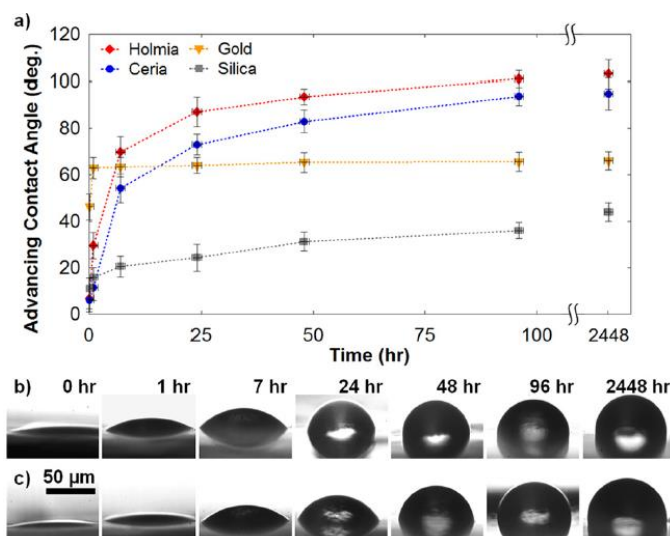 a)
120
100
80
60
40
20
0
Advancing Contact Angle (deg.)
Holmia
Gold
Ceria
Silica
0
25
50
75
100
2448
Time (hr)
b)
0 hr
1 hr
7 hr
24 hr
48 hr
96 hr
2448 hr
c)
50 µm